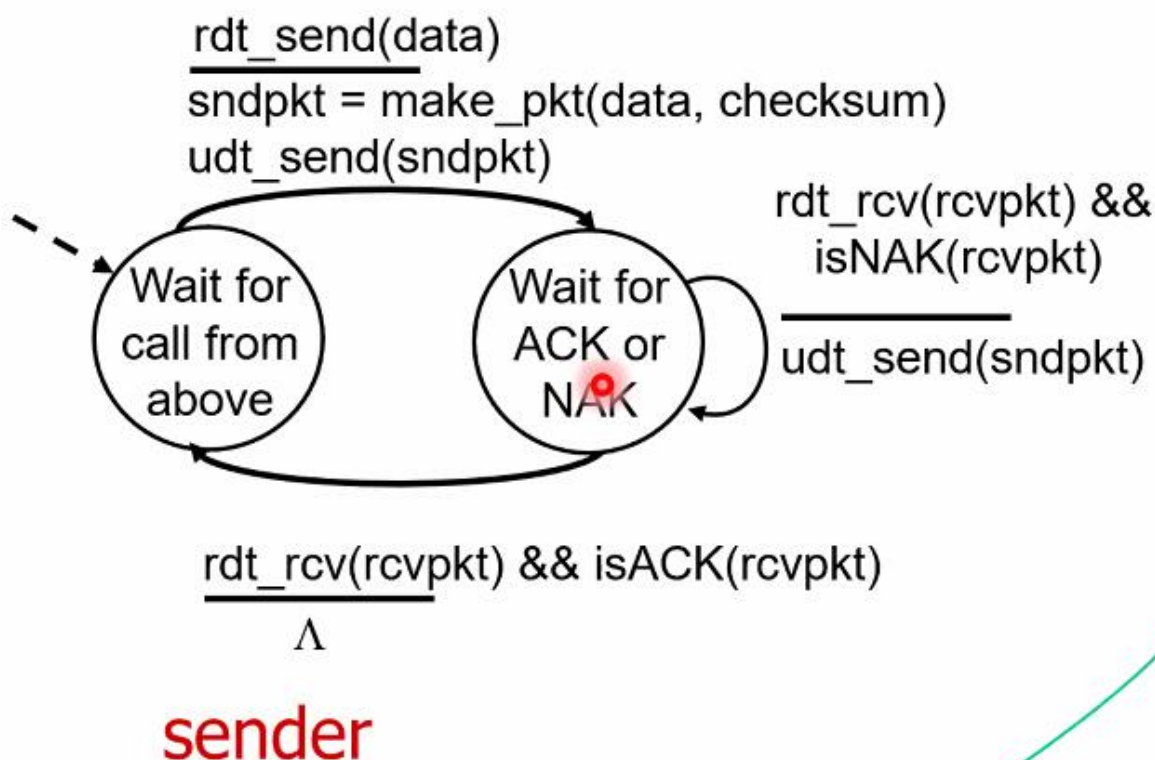 rdt_send(data)
sndpkt = make_pkt(data, checksum)
udt_send(sndpkt)
Wait for
call from
above
Wait for
ACK or
NAK
rdt_rcv(rcvpkt) &&
isNAK(rcvpkt)
udt_send(sndpkt)
rdt_rcv(rcvpkt) && isACK(rcvpkt)
Λ
sender